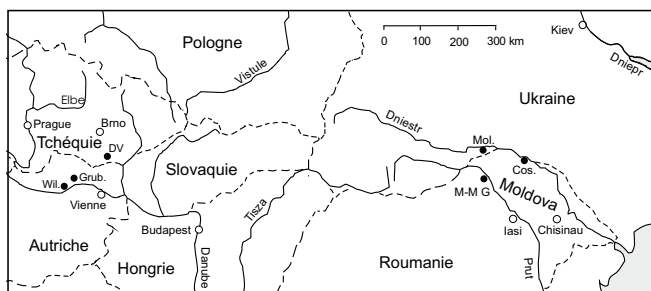 Pologne
Kiev
0 100 200 300 km
Dniepr
Vistule
Elbe
Ukraine
Prague
Brno
Dniestr
Tchéquie
DV
Mol.
Cos.
Slovaquie
Grub.
Wil.
M-M G
Moldova
Vienne
Tisza
Iasi
Chisinau
Budapest
Autriche
Danube
Hongrie
Roumanie
Prut